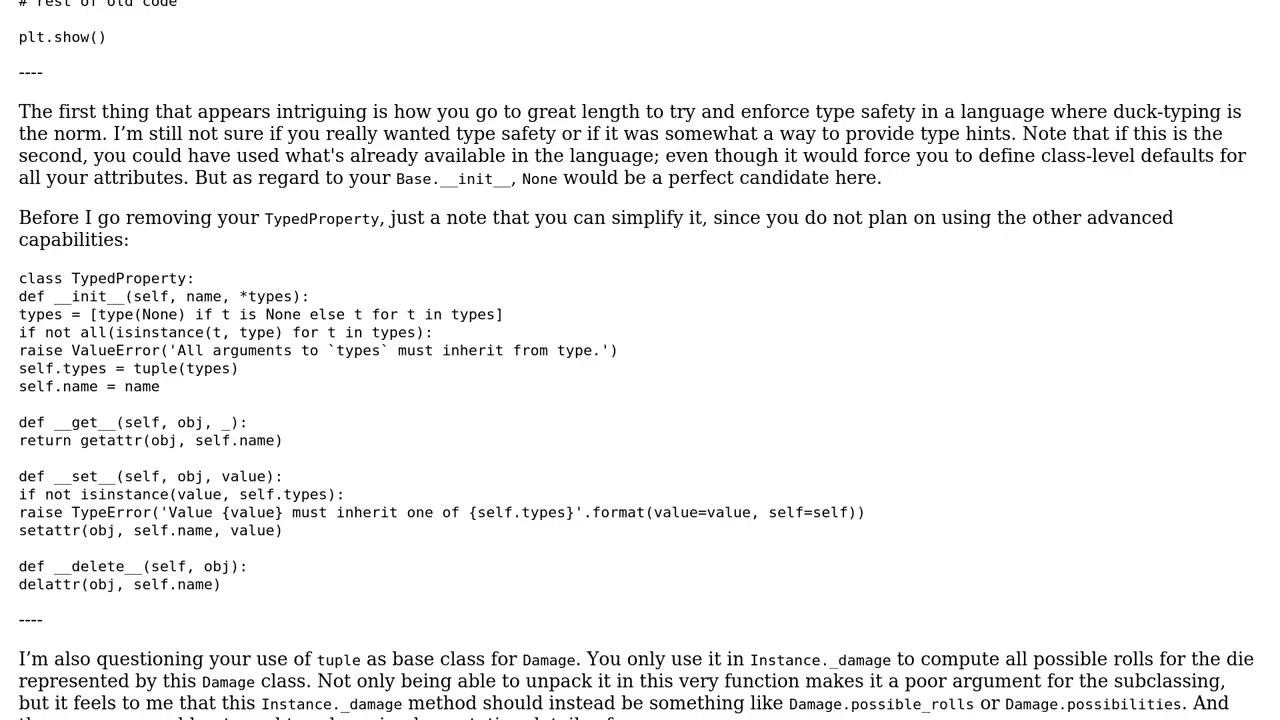 # rest of old code
plt.show()
----
The first thing that appears intriguing is how you go to great length to try and enforce type safety in a language where duck-typing is
the norm. I’m still not sure if you really wanted type safety or if it was somewhat a way to provide type hints. Note that if this is the
second, you could have used what's already available in the language; even though it would force you to define class-level defaults for
all your attributes. But as regard to your Base.__init__, None would be a perfect candidate here.
Before I go removing your TypedProperty, just a note that you can simplify it, since you do not plan on using the other advanced
capabilities:
class TypedProperty:
def __init__(self, name, *types):
types = [type(None) if t is None else t for t in types]
if not all(isinstance(t, type) for t in types):
raise ValueError('All arguments to `types` must inherit from type.')
self.types = tuple(types)
self.name = name
def __get__(self, obj, _):
return getattr(obj, self.name)
def __set__(self, obj, value):
if not isinstance(value, self.types):
raise TypeError('Value {value} must inherit one of {self.types}'.format(value=value, self=self))
setattr(obj, self.name, value)
def __delete__(self, obj):
delattr(obj, self.name)
----
I’m also questioning your use of tuple as base class for Damage. You only use it in Instance._damage to compute all possible rolls for the die
represented by this Damage class. Not only being able to unpack it in this very function makes it a poor argument for the subclassing,
but it feels to me that this Instance._damage method should instead be something like Damage.possible_rolls or Damage.possibilities. And